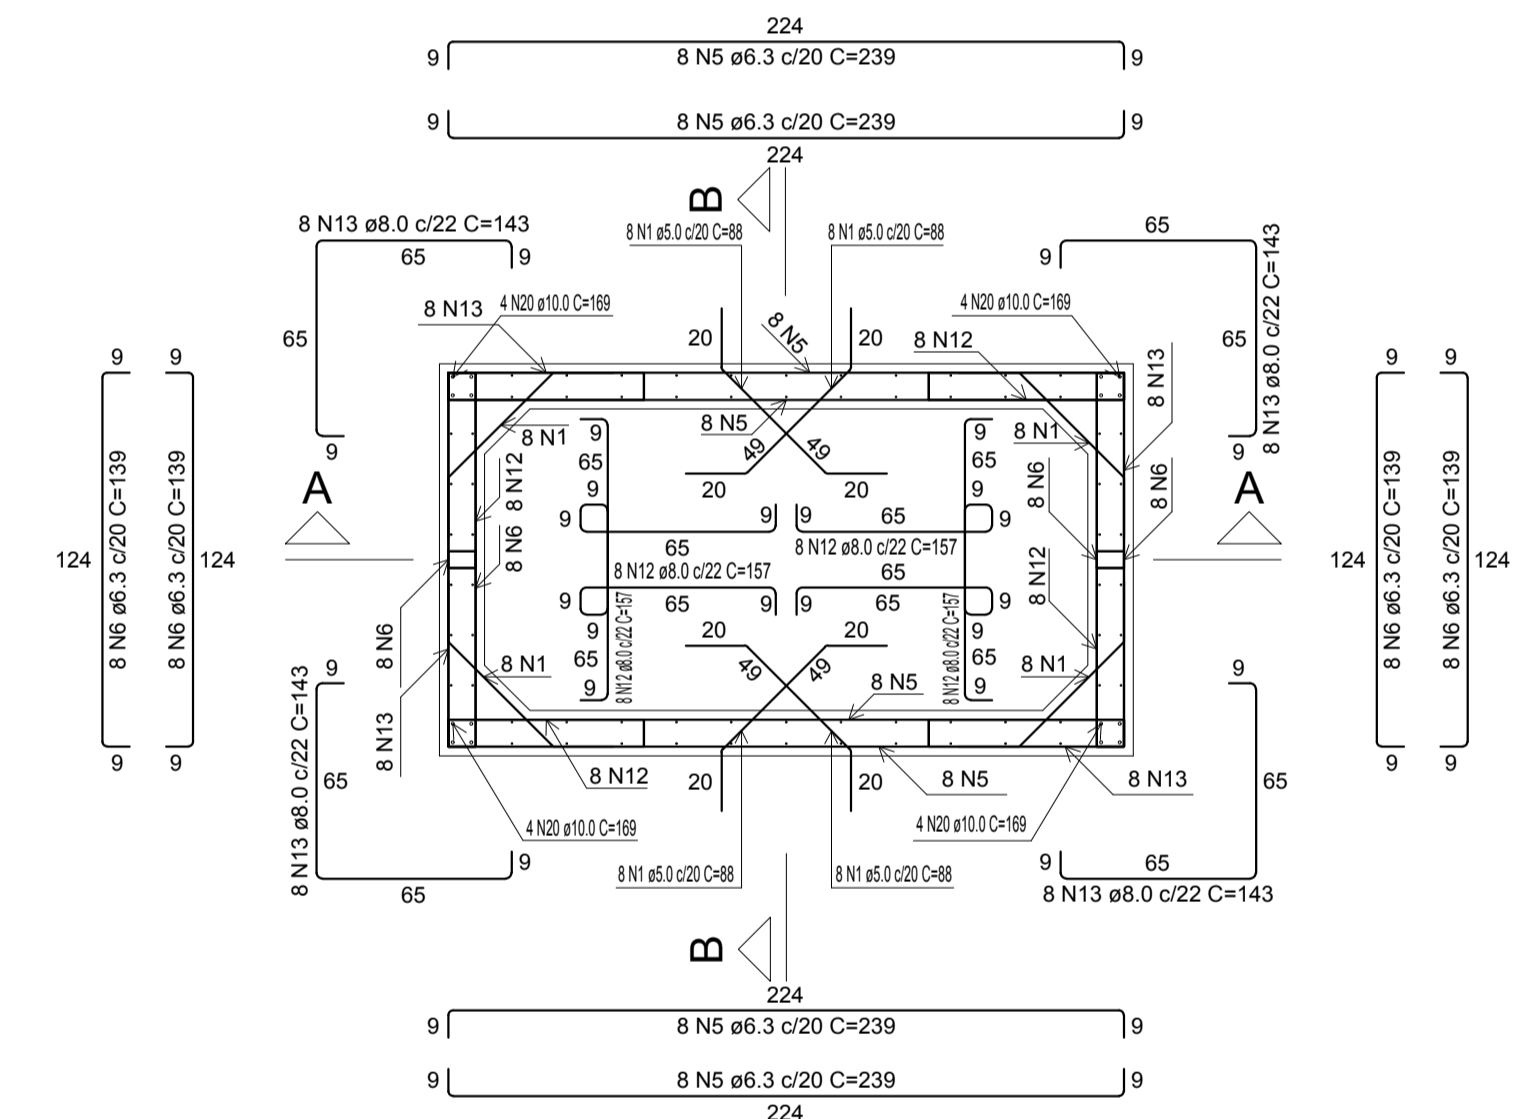 224
9 8 N5 ø6.3 c/20 C=239 9
9 8 N5 ø6.3 c/20 C=239 9
224
B
8 N13 ø8.0 c/22 C=143
65
9
65
9
8 N1 ø5.0 c/20 C=88
8 N1 ø5.0 c/20 C=88
65
9
65
9
8 N13 ø8.0 c/22 C=143
8 N13
4 N20 ø10.0 C=169
20
8 N5
20
8 N12
4 N20 ø10.0 C=169
8 N13
9
9
124
8 N6 ø6.3 c/20 C=139
8 N6 ø6.3 c/20 C=139
124
9
9
9
9
124
8 N6 ø6.3 c/20 C=139
8 N6 ø6.3 c/20 C=139
124
9
9
A
A
8 N1
8 N12
8 N6
8 N6
8 N13
8 N5
49
49
20
20
8 N1
8 N6
8 N6
8 N12
9
65
9
9
65
9
8 N12 ø8.0 c/22 C=157
9
65
9
9
65
9
8 N12 ø8.0 c/22 C=157
65
9
9
9
65
9
8 N12 ø8.0 c/22 C=157
65
9
9
9
65
9
8 N12 ø8.0 c/22 C=157
20
20
49
49
8 N1
8 N5
8 N1
8 N12
20
20
8 N5
8 N13
4 N20 ø10.0 C=169
4 N20 ø10.0 C=169
8 N1 ø5.0 c/20 C=88
8 N1 ø5.0 c/20 C=88
9
65
8 N13 ø8.0 c/22 C=143
9
65
9
65
9
65
8 N13 ø8.0 c/22 C=143
B
224
9 8 N5 ø6.3 c/20 C=239 9
9 8 N5 ø6.3 c/20 C=239 9
224